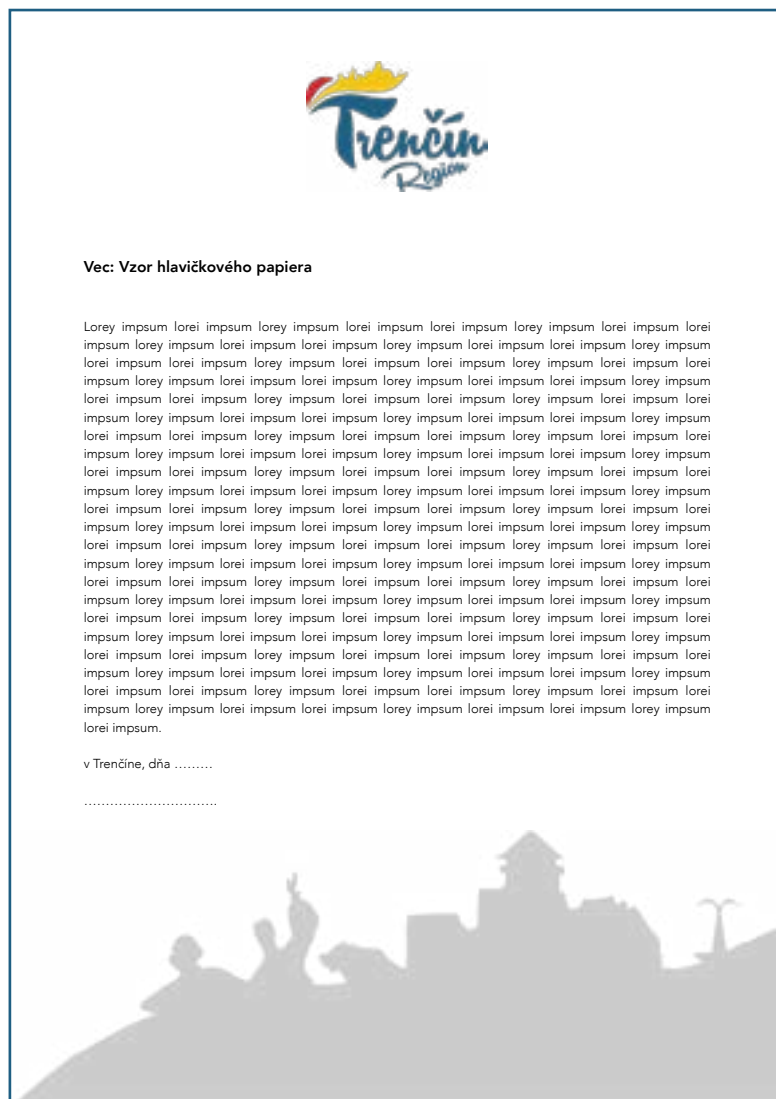 Trenčín
Region
Vec: Vzor hlavičkového papiera
Lorey impsum lorei impsum lorey impsum lorei impsum lorei impsum lorey impsum lorei impsum lorei
impsum lorey impsum lorei impsum lorei impsum lorey impsum lorei impsum lorei impsum lorey impsum
lorei impsum lorei impsum lorey impsum lorei impsum lorei impsum lorey impsum lorei impsum lorei
impsum lorey impsum lorei impsum lorei impsum lorey impsum lorei impsum lorei impsum lorey impsum
lorei impsum lorei impsum lorey impsum lorei impsum lorei impsum lorey impsum lorei impsum lorei
impsum lorey impsum lorei impsum lorei impsum lorey impsum lorei impsum lorei impsum lorey impsum
lorei impsum lorei impsum lorey impsum lorei impsum lorei impsum lorey impsum lorei impsum lorei
impsum lorey impsum lorei impsum lorei impsum lorey impsum lorei impsum lorei impsum lorey impsum
lorei impsum lorei impsum lorey impsum lorei impsum lorei impsum lorey impsum lorei impsum lorei
impsum lorey impsum lorei impsum lorei impsum lorey impsum lorei impsum lorei impsum lorey impsum
lorei impsum lorei impsum lorey impsum lorei impsum lorei impsum lorey impsum lorei impsum lorei
impsum lorey impsum lorei impsum lorei impsum lorey impsum lorei impsum lorei impsum lorey impsum
lorei impsum lorei impsum lorey impsum lorei impsum lorei impsum lorey impsum lorei impsum lorei
impsum lorey impsum lorei impsum lorei impsum lorey impsum lorei impsum lorei impsum lorey impsum
lorei impsum lorei impsum lorey impsum lorei impsum lorei impsum lorey impsum lorei impsum lorei
impsum lorey impsum lorei impsum lorei impsum lorey impsum lorei impsum lorei impsum lorey impsum
lorei impsum lorei impsum lorey impsum lorei impsum lorei impsum lorey impsum lorei impsum lorei
impsum lorey impsum lorei impsum lorei impsum lorey impsum lorei impsum lorei impsum lorey impsum
lorei impsum lorei impsum lorey impsum lorei impsum lorei impsum lorey impsum lorei impsum lorei
impsum lorey impsum lorei impsum lorei impsum lorey impsum lorei impsum lorei impsum lorey impsum
lorei impsum lorei impsum lorey impsum lorei impsum lorei impsum lorey impsum lorei impsum lorei
impsum lorey impsum lorei impsum lorei impsum lorey impsum lorei impsum lorei impsum lorey impsum
lorei impsum.
v Trenčíne, dňa ………
………………………….